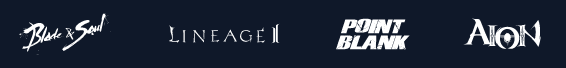 Blade & Soul
LINEAGE II
POINT
BLANK
AION